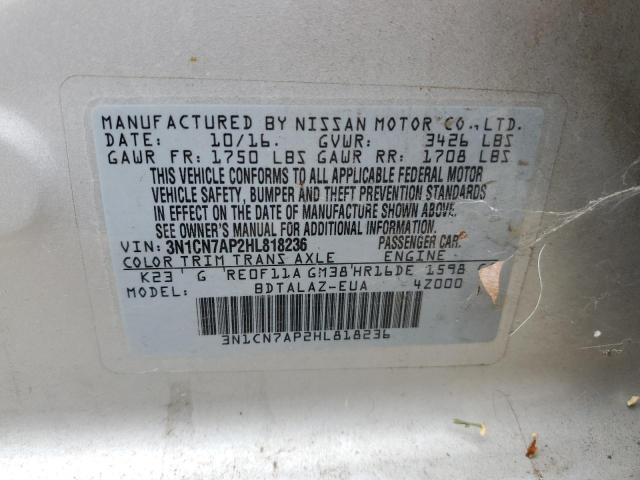 MANUFACTURED BY NISSAN MOTOR CO., LTD.
DATE: 10/16. GVWR: 3426 LBS
GAWR FR: 1750 LBS GAWR RR: 1708 LBS
THIS VEHICLE CONFORMS TO ALL APPLICABLE FEDERAL MOTOR
VEHICLE SAFETY, BUMPER AND THEFT PREVENTION STANDARDS
IN EFFECT ON THE DATE OF MANUFACTURE SHOWN ABOVE.
SEE OWNER'S MANUAL FOR ADDITIONAL INFORMATION
VIN: 3N1CN7AP2HL818236 PASSENGER CAR.
COLOR TRIM TRANS AXLE ENGINE
K23 G RE0F11A GM38 HR16DE 1598
MODEL: BDTALAZ-EUA 4Z000
3N1CN7AP2HL818236